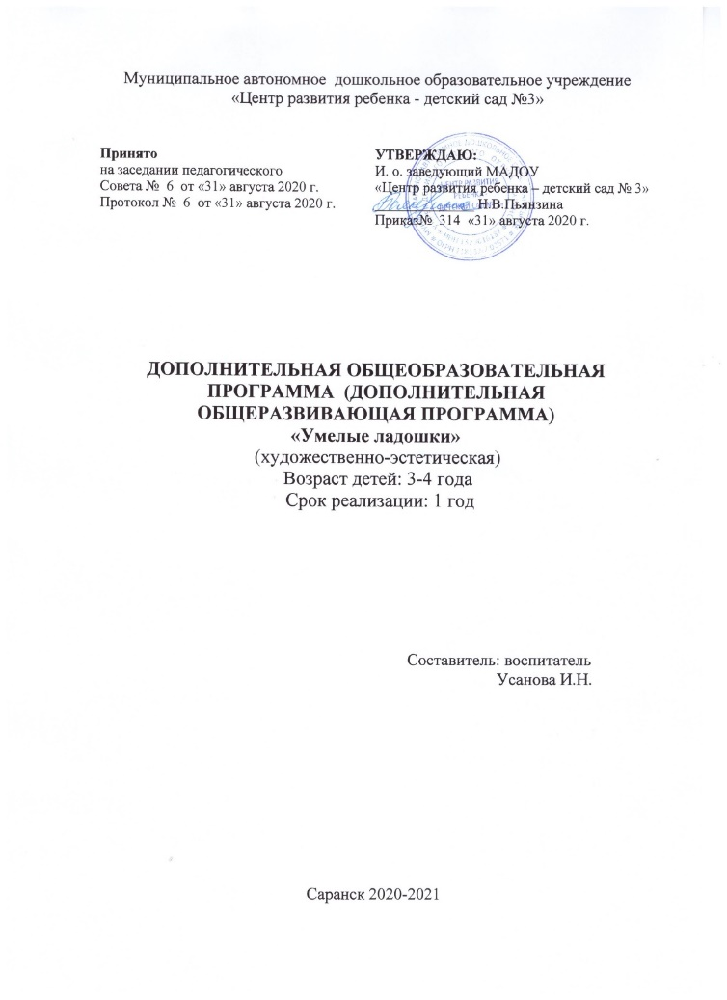 Муниципальное автономное дошкольное образовательное учреждение
«Центр развития ребенка - детский сад №3»
Принято
на заседании педагогического
Совета № 6 от «31» августа 2020 г.
Протокол № 6 от «31» августа 2020 г.
УТВЕРЖДАЮ:
И. о. заведующий МАДОУ
«Центр развития ребенка – детский сад № 3»
Н.В.Пьянзина
Приказ№ 314 «31» августа 2020 г.
ДОПОЛНИТЕЛЬНАЯ ОБЩЕОБРАЗОВАТЕЛЬНАЯ
ПРОГРАММА (ДОПОЛНИТЕЛЬНАЯ
ОБЩЕРАЗВИВАЮЩАЯ ПРОГРАММА)
«Умелые ладошки»
(художественно-эстетическая)
Возраст детей: 3-4 года
Срок реализации: 1 год
Составитель: воспитатель
Усанова И.Н.
Саранск 2020-2021